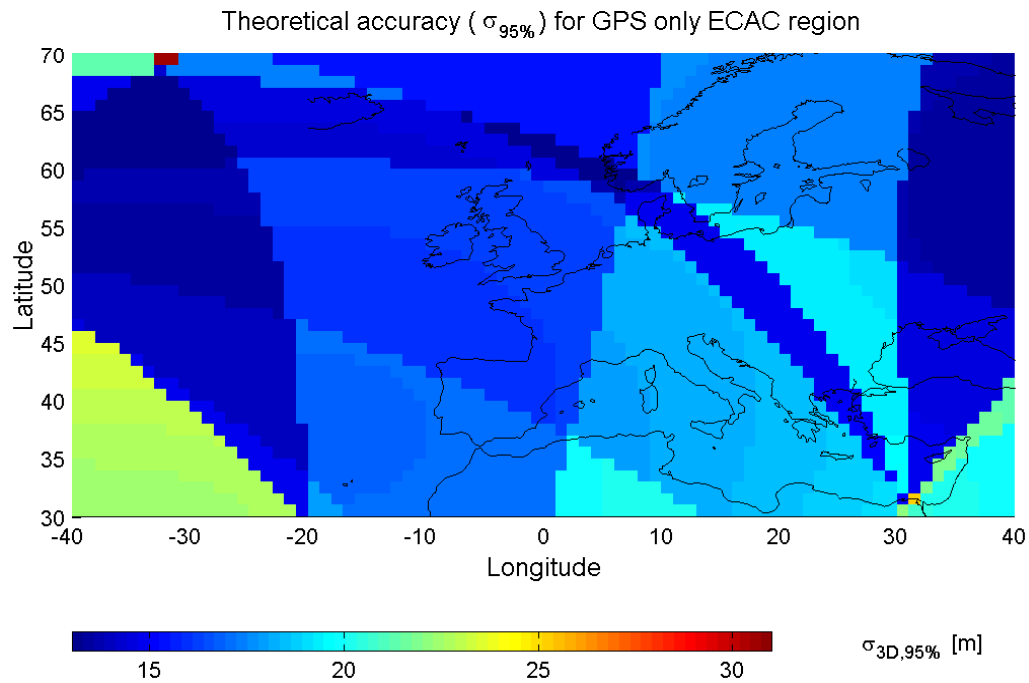 Theoretical accuracy ( σ95% ) for GPS only ECAC region
70
65
60
55
50
45
40
35
30
Latitude
-40 -30 -20 -10 0 10 20 30 40
Longitude
15 20 25 30
σ3D,95% [m]